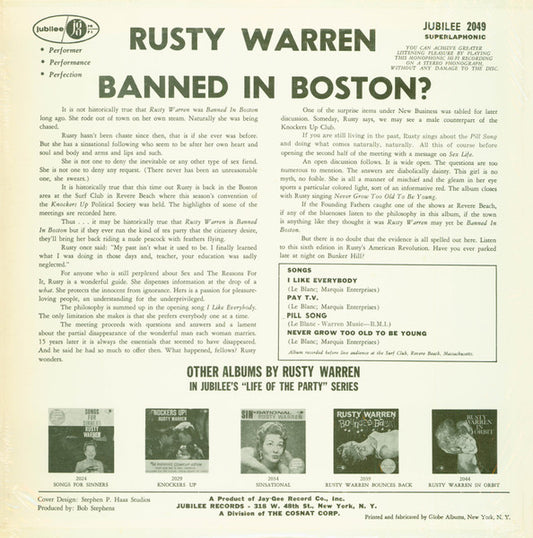 jubilee
JUBILEE 2049
SUPERLAPHONIC
YOU CAN ACHIEVE GREATER
LISTENING PLEASURE BY PLAYING
THIS MONOPHONIC HI-FI RECORDING
ON A STEREO PHONOGRAPH,
WITHOUT ANY DAMAGE TO THE DISC.
• Performer
• Performance
• Perfection
RUSTY WARREN
BANNED IN BOSTON?
It is not historically true that Rusty Warren was Banned In Boston
long ago. She rode out of town on her own steam. Naturally she was being
chased.
Rusty hasn't been chaste since then, that is if she ever was before.
But she has a sinsational following who seem to be after her own heart and
soul and body and arms and lips and such.
She is not one to deny the inevitable or any other type of sex fiend.
She is not one to deny any request. (There never has been an unreasonable
one, she swears.)
It is historically true that this time out Rusty is back in the Boston
area at the Surf Club in Revere Beach where this season's convention of
the Knocker Up Political Society was held. The highlights of some of the
meetings are recorded here.
Thus . . . it may be historically true that Rusty Warren is Banned
In Boston but if they ever run the kind of tea party that the citizenry desire,
they'll bring her back riding a nude peacock with feathers flying.
Rusty once said: "My past isn't what it used to be. I finally learned
what I was doing in those days and, teacher, your education was sadly
neglected."
For anyone who is still perplexed about Sex and The Reasons For
It, Rusty is a wonderful guide. She dispenses information at the drop of a
what. She protects the innocent from ignorance. Hers is a passion for pleasure-
loving people, an understanding for the underprivileged.
The philosophy is summed up in the opening song I Like Everybody.
The only limitation she makes is that she prefers everybody one at a time.
The meeting proceeds with questions and answers and a lament
about the partial disappearance of the wonderful man each woman marries.
15 years later it is always the essentials that seemed to have disappeared.
And he said he had so much to offer then. What happened, fellows? Rusty
wonders.
One of the surprise items under New Business was tabled for later
discussion. Someday, Rusty says, we may see a male counterpart of the
Knockers Up Club.
If you are still living in the past, Rusty sings about the Pill Song
and doing what comes naturally, naturally. All this of course before
opening the second half of the meeting with a message on Sex Life.
An open discussion follows. It is wide open. The questions are too
numerous to mention. The answers are diabolically dainty. This girl is no
myth, no foible. She is all a manner of mischief and the gleam in her eye
sports a particular colored light, sort of an informative red. The album closes
with Rusty singing Never Grow Too Old To Be Young.
If the Founding Fathers caught one of the shows at Revere Beach,
if any of the bluenoses listen to the philosophy in this album, if the town
is anything like they thought it was Rusty Warren may yet be Banned In
Boston.
But there is no doubt that the evidence is all spelled out here. Listen
to this sixth edition in Rusty's American Revolution. Have you ever parked
late at night on Bunker Hill?
SONGS
I LIKE EVERYBODY
(Le Blanc; Marquis Enterprises)
PAY T.V.
(Le Blanc; Marquis Enterprises)
PILL SONG
(Le Blanc - Warren Music—B.M.I.)
NEVER GROW TOO OLD TO BE YOUNG
(Le Blanc; Marquis Enterprises)
Album recorded before live audience at the Surf Club, Revere Beach, Massachusetts.
OTHER ALBUMS BY RUSTY WARREN
IN JUBILEE'S "LIFE OF THE PARTY" SERIES
SONGS
FOR
SINNERS
RUSTY
WARREN
KNOCKERS UP!
RUSTY WARREN
SIN-SATIONAL
RUSTY WARREN
RUSTY WARREN
Bounces Back
RUSTY
WARREN
IN ORBIT
2024
SONGS FOR SINNERS
2029
KNOCKERS UP
2034
SINSATIONAL
2039
RUSTY WARREN BOUNCES BACK
2044
RUSTY WARREN IN ORBIT
Cover Design: Stephen P. Haas Studios
Produced by: Bob Stephens
A Product of Jay-Gee Record Co., Inc.
JUBILEE RECORDS - 318 W. 48th St., New York, N. Y.
A Division of THE COSNAT CORP.
Printed and fabricated by Globe Albums, New York, N. Y.